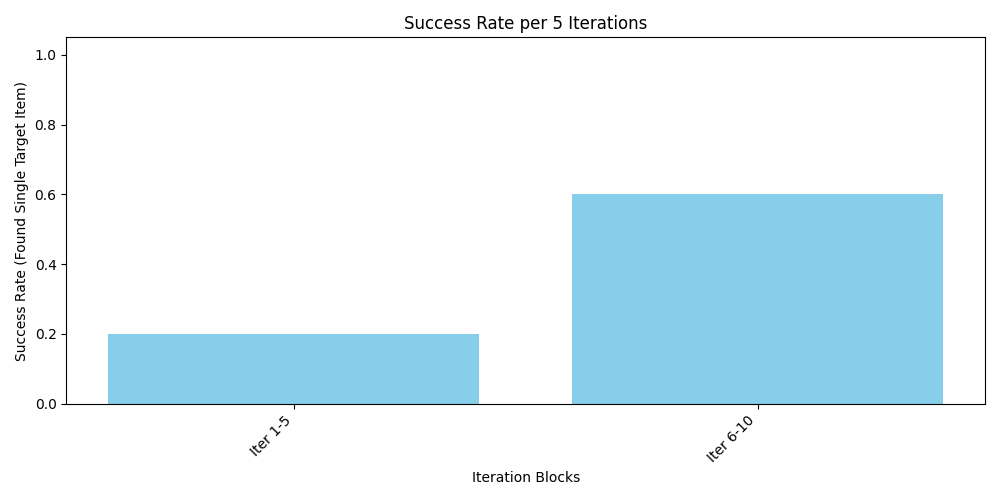 Success Rate per 5 Iterations
Success Rate (Found Single Target Item)
1.0
0.8
0.6
0.4
0.2
0.0
Iter 1-5
Iter 6-10
Iteration Blocks